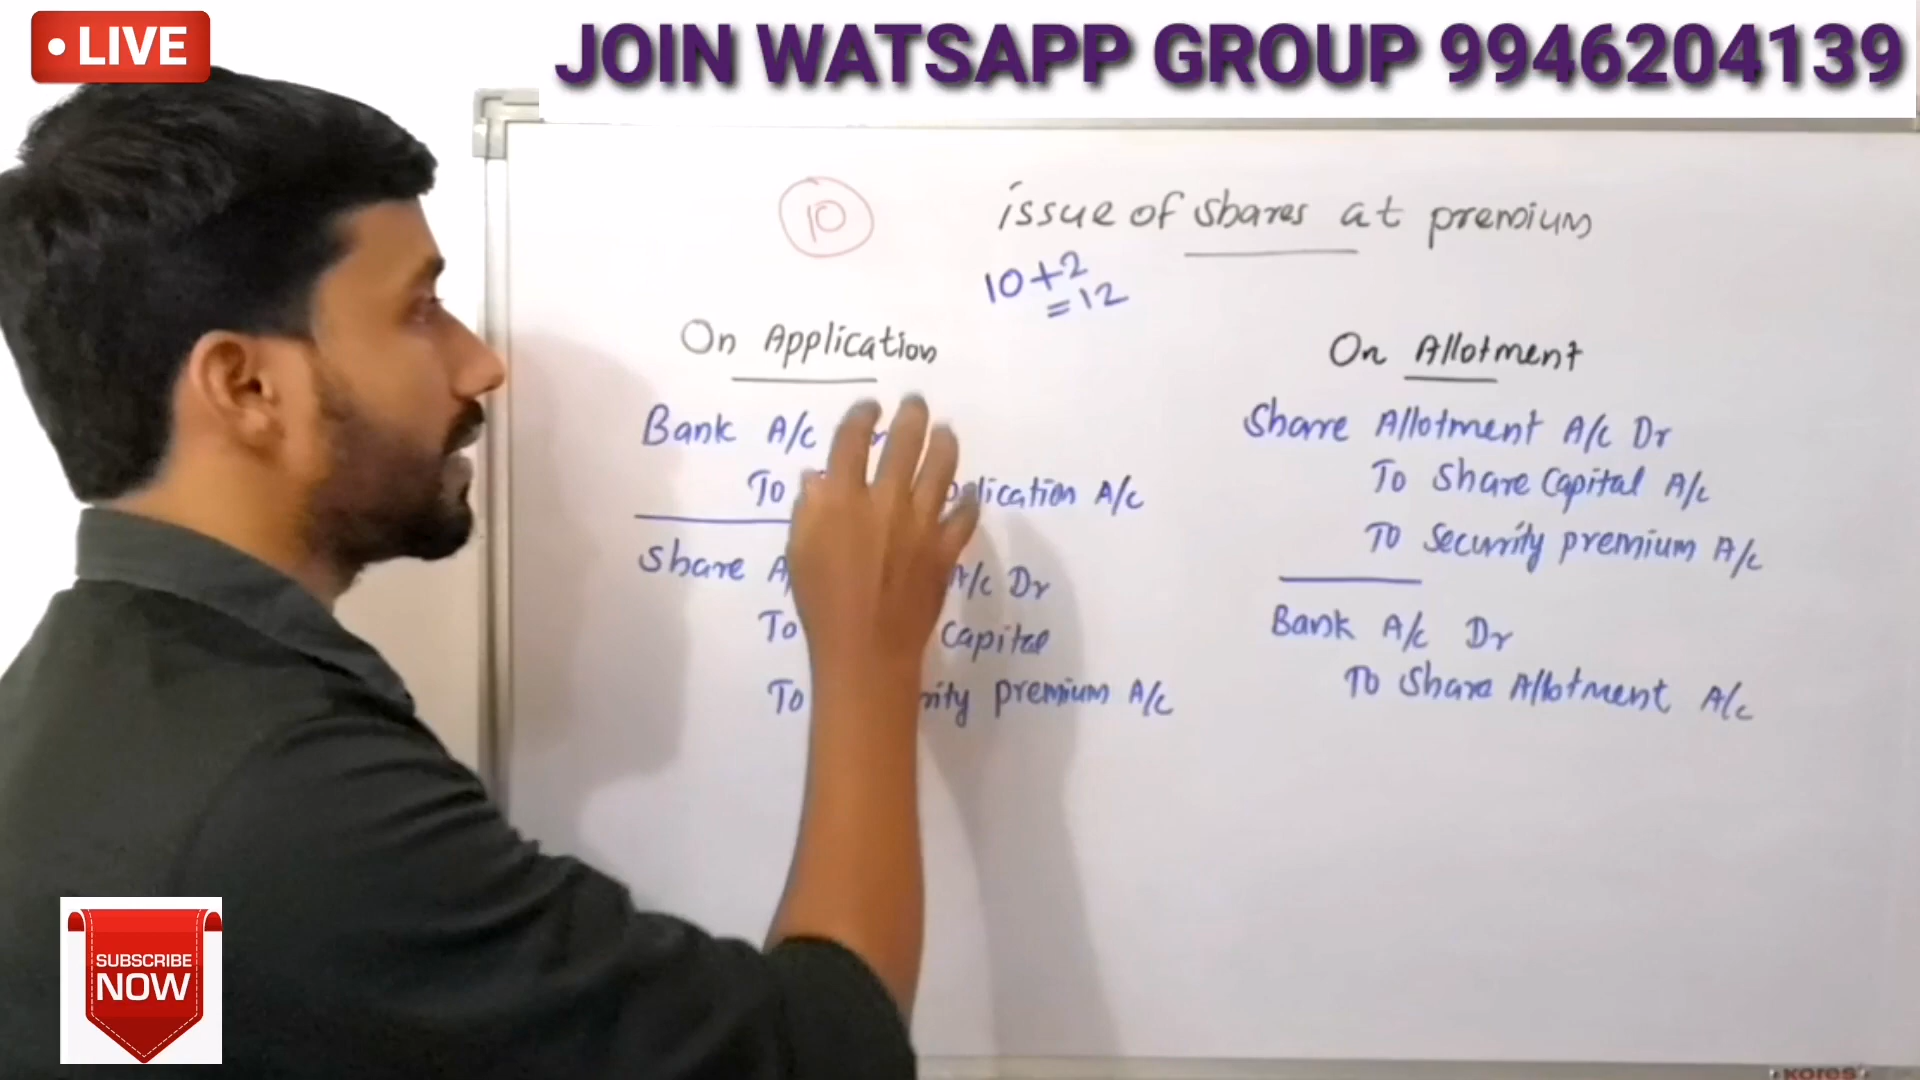 LIVE
JOIN WATSAPP GROUP 9946204139
10
issue of shares at premium
10+2
=12
On Application
Bank A/c
To Application A/c
Share A/c Dr
To Capital
To premium A/c
On Allotment
Share Allotment A/c Dr
To Share Capital A/c
To Security premium A/c
Bank A/c Dr
To Share Allotment A/c
SUBSCRIBE
NOW
kores